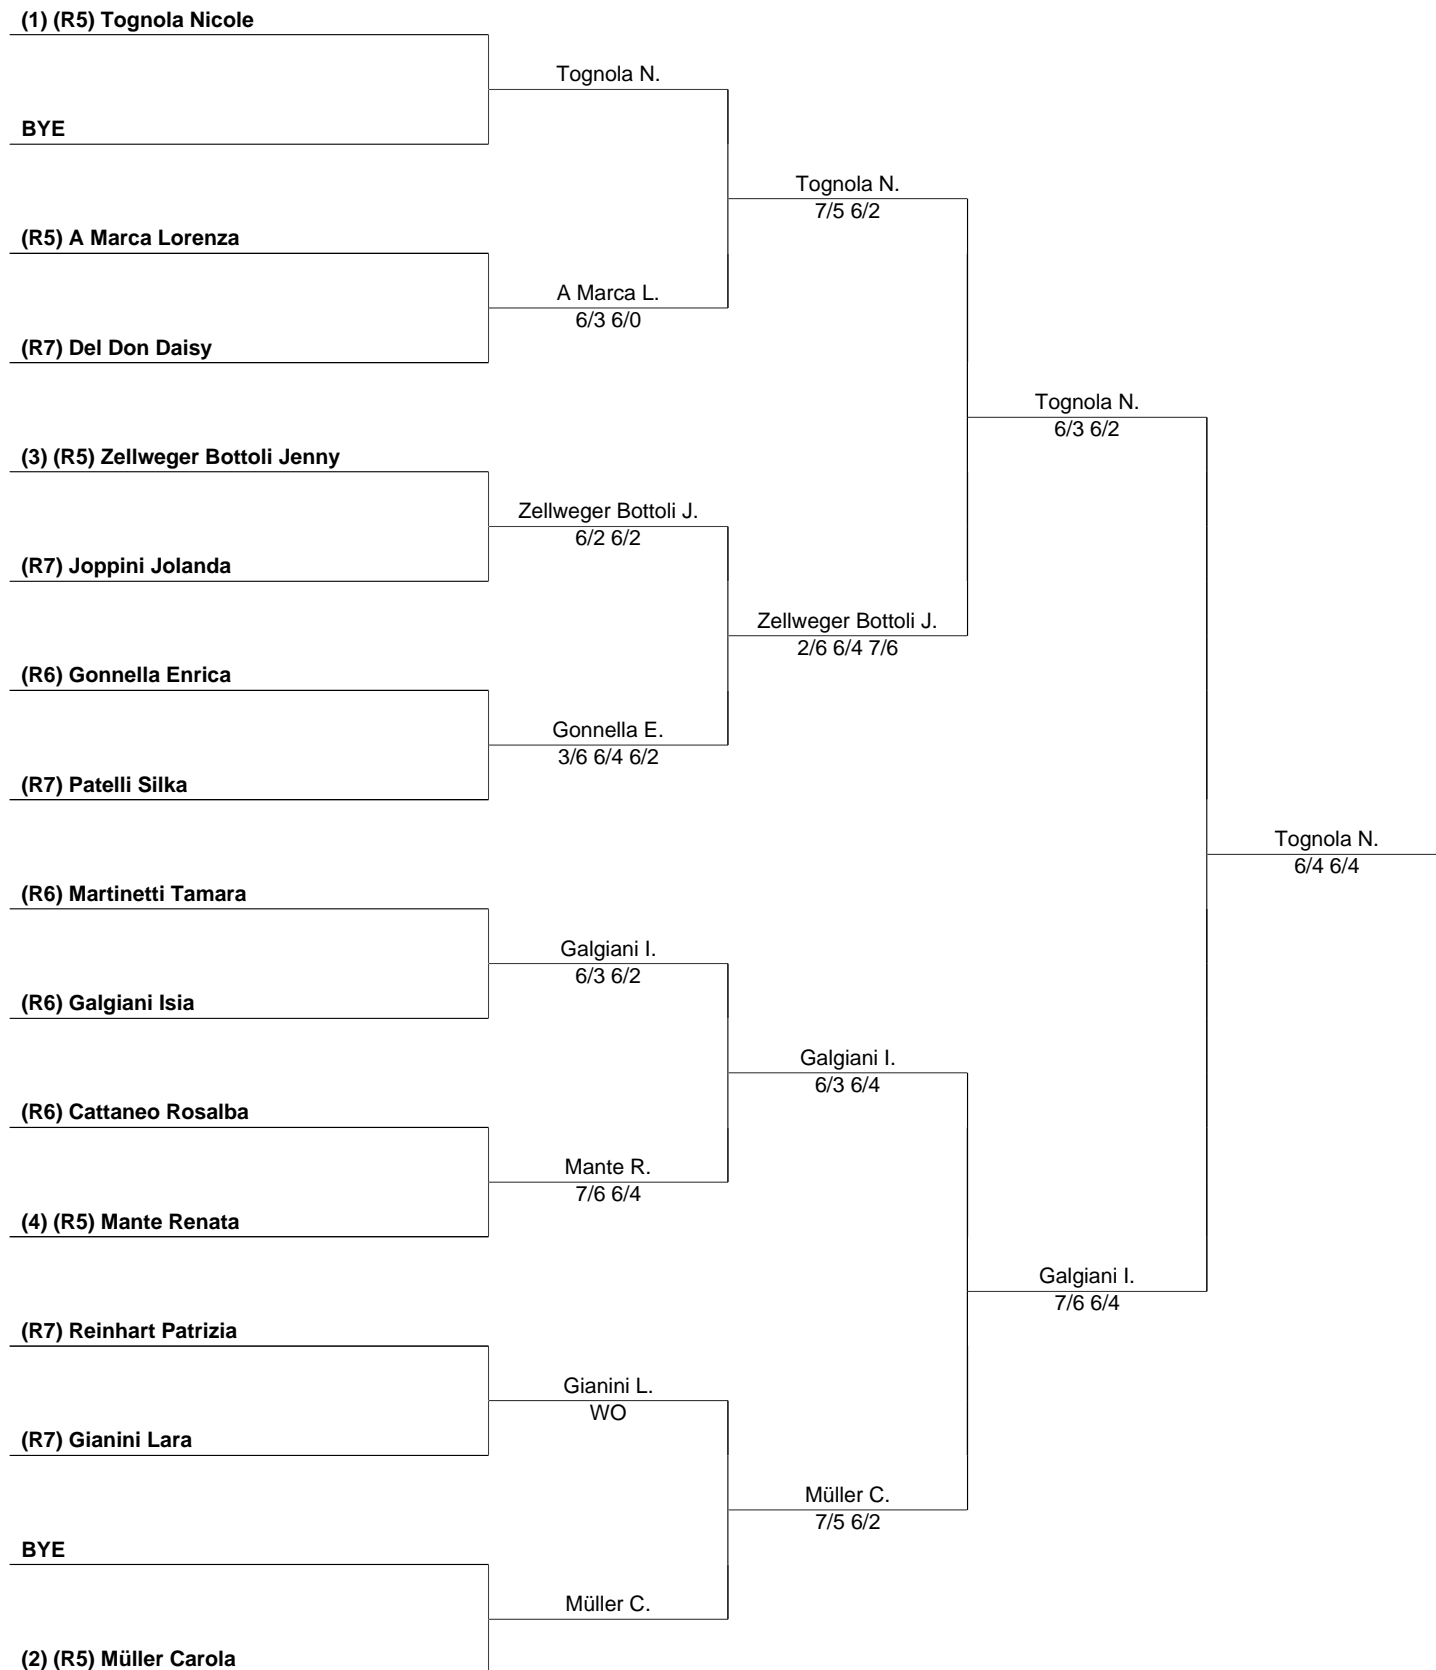 (1) (R5) Tognola Nicole
Tognola N.
BYE
Tognola N.
7/5 6/2
(R5) A Marca Lorenza
A Marca L.
6/3 6/0
(R7) Del Don Daisy
Tognola N.
6/3 6/2
(3) (R5) Zellweger Bottoli Jenny
Zellweger Bottoli J.
6/2 6/2
(R7) Joppini Jolanda
Zellweger Bottoli J.
2/6 6/4 7/6
(R6) Gonnella Enrica
Gonnella E.
3/6 6/4 6/2
(R7) Patelli Silka
Tognola N.
6/4 6/4
(R6) Martinetti Tamara
Galgiani I.
6/3 6/2
(R6) Galgiani Isia
Galgiani I.
6/3 6/4
(R6) Cattaneo Rosalba
Mante R.
7/6 6/4
(4) (R5) Mante Renata
Galgiani I.
7/6 6/4
(R7) Reinhart Patrizia
Gianini L.
WO
(R7) Gianini Lara
Müller C.
7/5 6/2
BYE
Müller C.
(2) (R5) Müller Carola